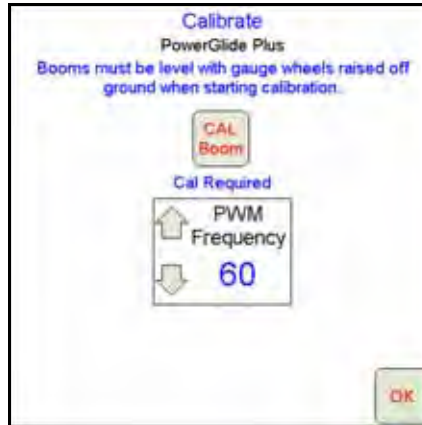 Calibrate
PowerGlide Plus
Booms must be level with gauge wheels raised off
ground when starting calibration.
CAL
Boom
Cal Required
PWM
Frequency
60
OK